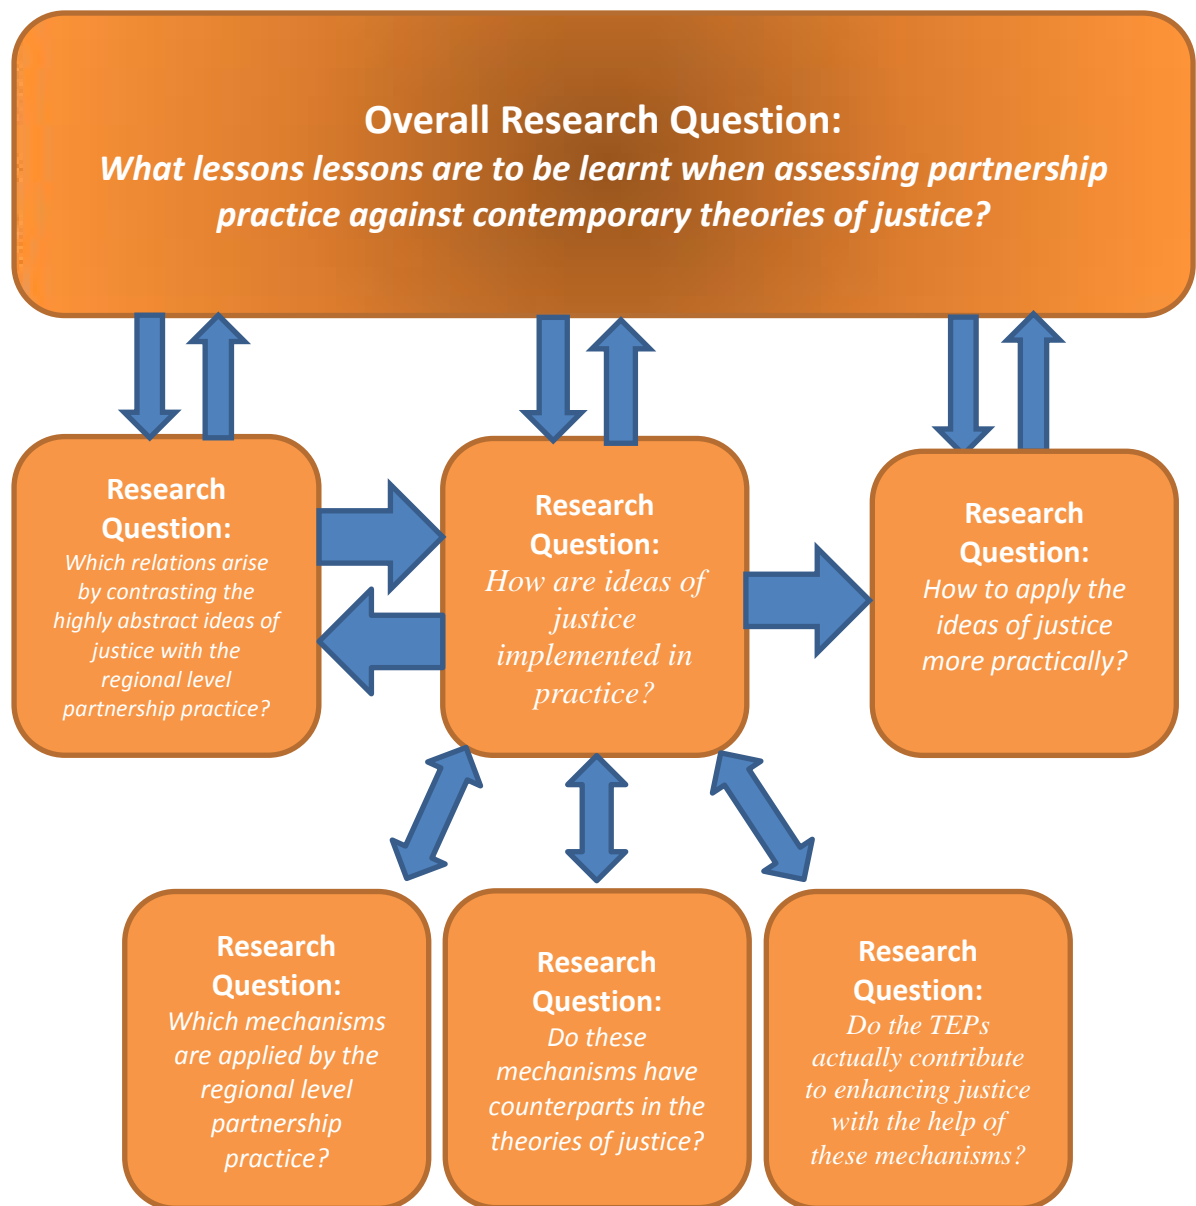 Overall Research Question:
What lessons lessons are to be learnt when assessing partnership
practice against contemporary theories of justice?
Research
Question:
Which relations arise
by contrasting the
highly abstract ideas of
justice with the
regional level
partnership practice?
Research
Question:
How are ideas of
justice
implemented in
practice?
Research
Question:
How to apply the
ideas of justice
more practically?
Research
Question:
Which mechanisms
are applied by the
regional level
partnership
practice?
Research
Question:
Do these
mechanisms have
counterparts in the
theories of justice?
Research
Question:
Do the TEPs
actually contribute
to enhancing justice
with the help of
these mechanisms?